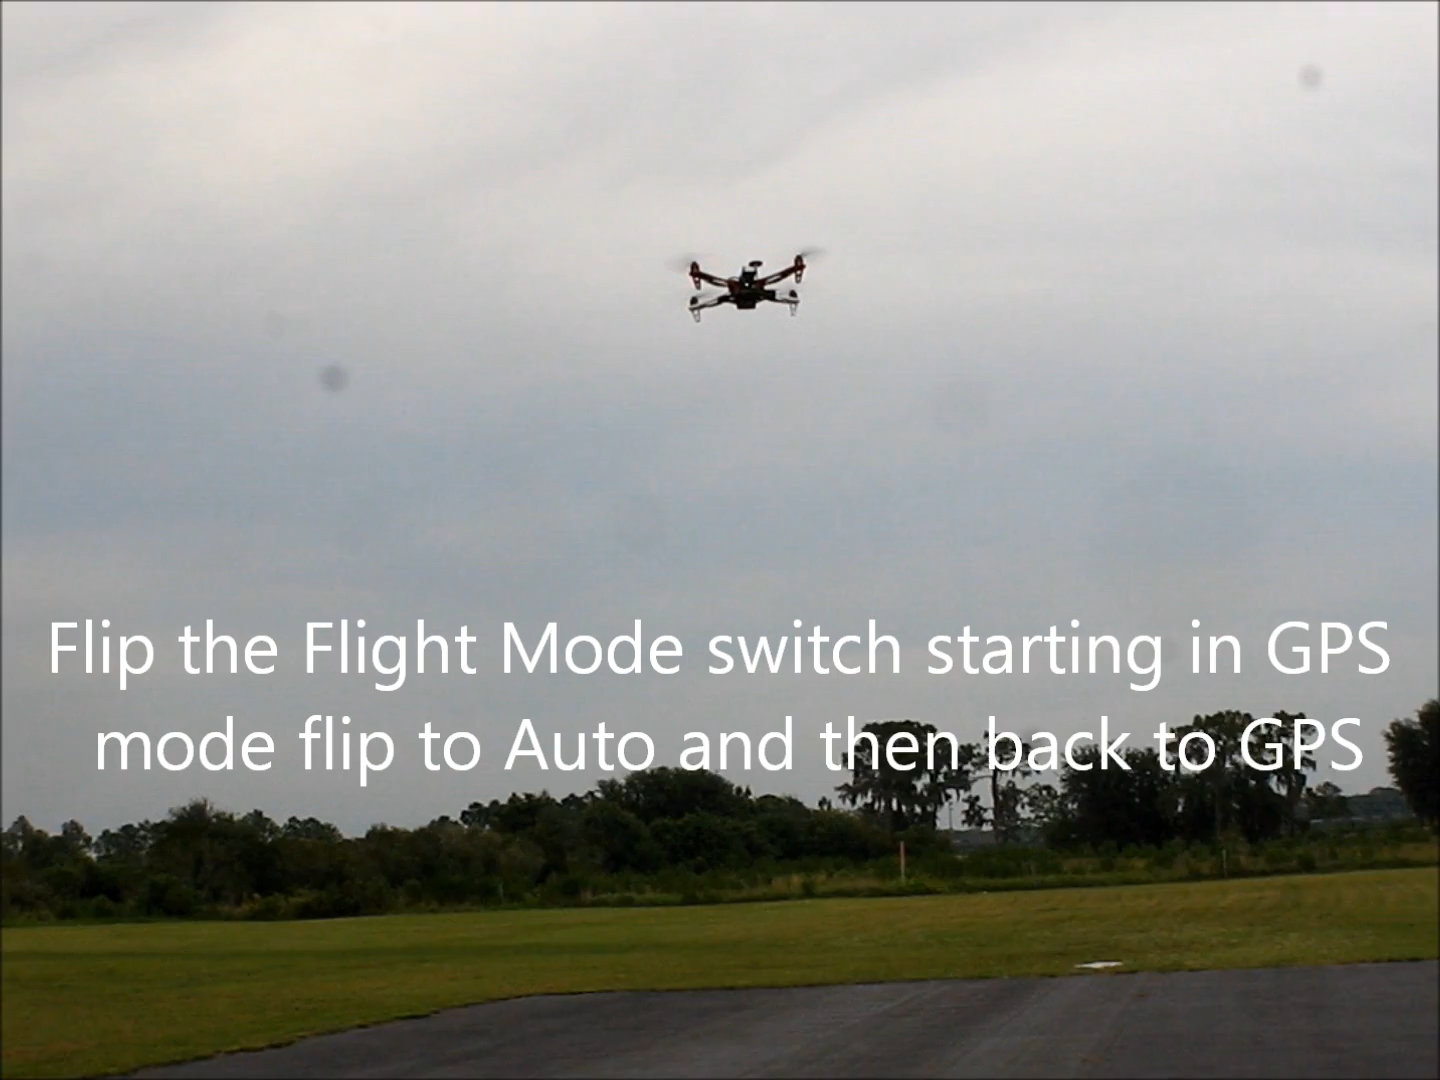 Flip the Flight Mode switch starting in GPS
mode flip to Auto and then back to GPS